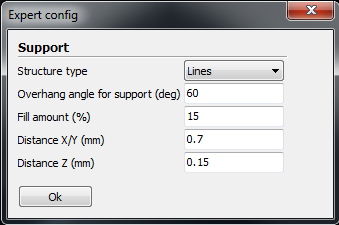 Expert config
Support
Structure type Lines
Overhang angle for support (deg) 60
Fill amount (%) 15
Distance X/Y (mm) 0.7
Distance Z (mm) 0.15
Ok